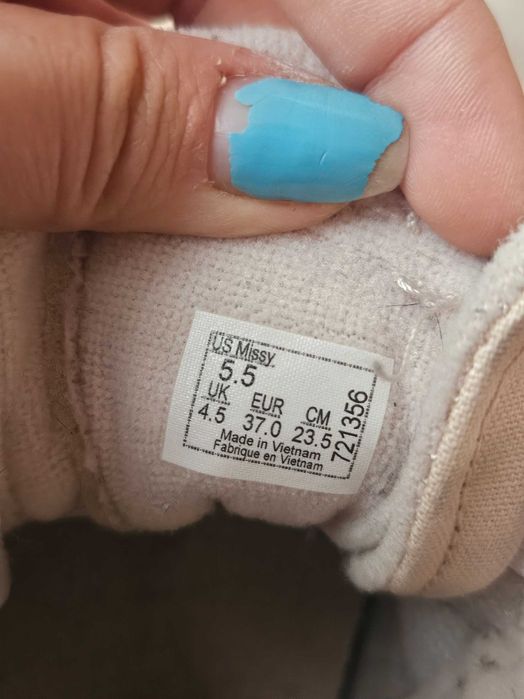 US Missy
5.5
UK EUR CM
4.5 37.0 23.5
Made in Vietnam
Fabrique en Vietnam
721356